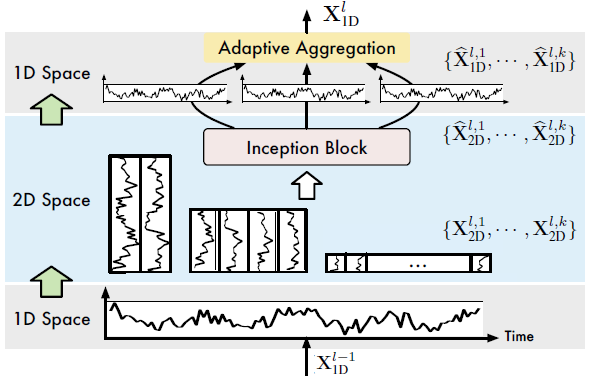 X^l_1D
Adaptive Aggregation
1D Space
{X̂^{l,1}_1D, ⋯ , X̂^{l,k}_1D}
{X̂^{l,1}_2D, ⋯ , X̂^{l,k}_2D}
Inception Block
2D Space
{X^{l,1}_2D, ⋯ , X^{l,k}_2D}
...
1D Space
Time
X^{l−1}_1D